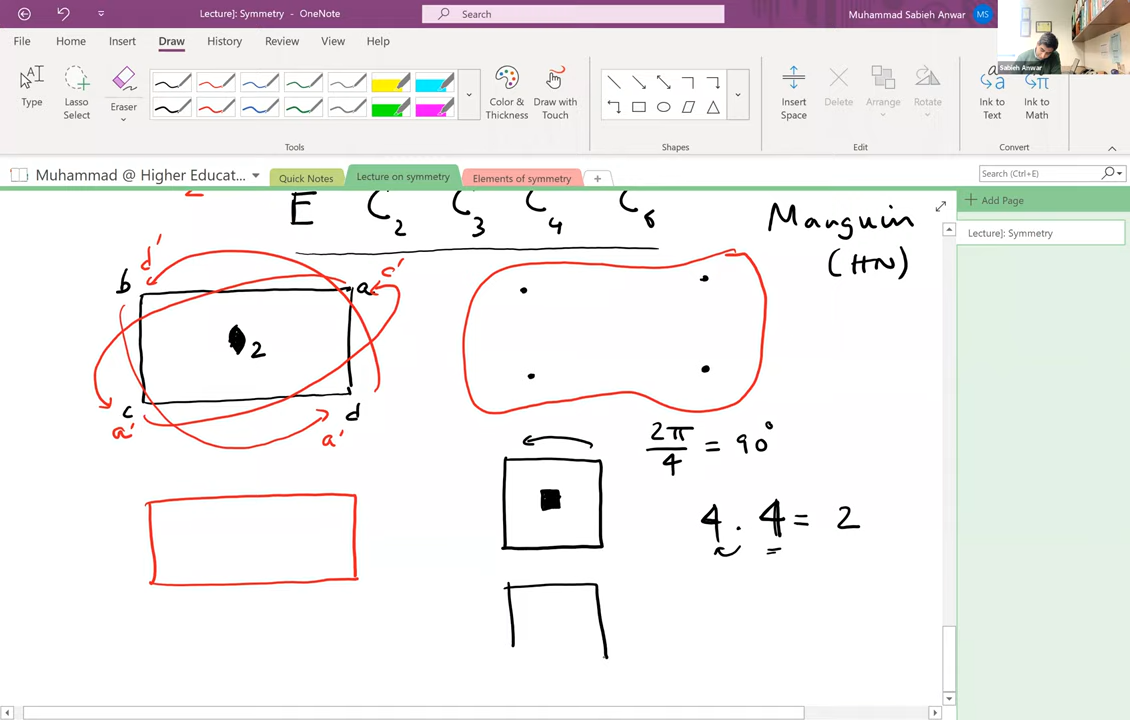 Lecture]: Symmetry - OneNote
Search
Muhammad Sabieh Anwar
MS
File
Home
Insert
Draw
History
Review
View
Help
Type
Lasso Select
Eraser
Color & Thickness
Draw with Touch
Insert Space
Delete
Arrange
Rotate
Ink to Text
Ink to Math
Sabieh Anwar
Tools
Shapes
Edit
Convert
Muhammad @ Higher Educat...
Quick Notes
Lecture on symmetry
Elements of symmetry
Search (Ctrl+E)
Add Page
Lecture]: Symmetry
E C₂ C₃ C₄ C₆
Manguin
(HN)
d'
c'
b
a
2
c
d
a'
a'
2π/4 = 90°
4 . 4 = 2